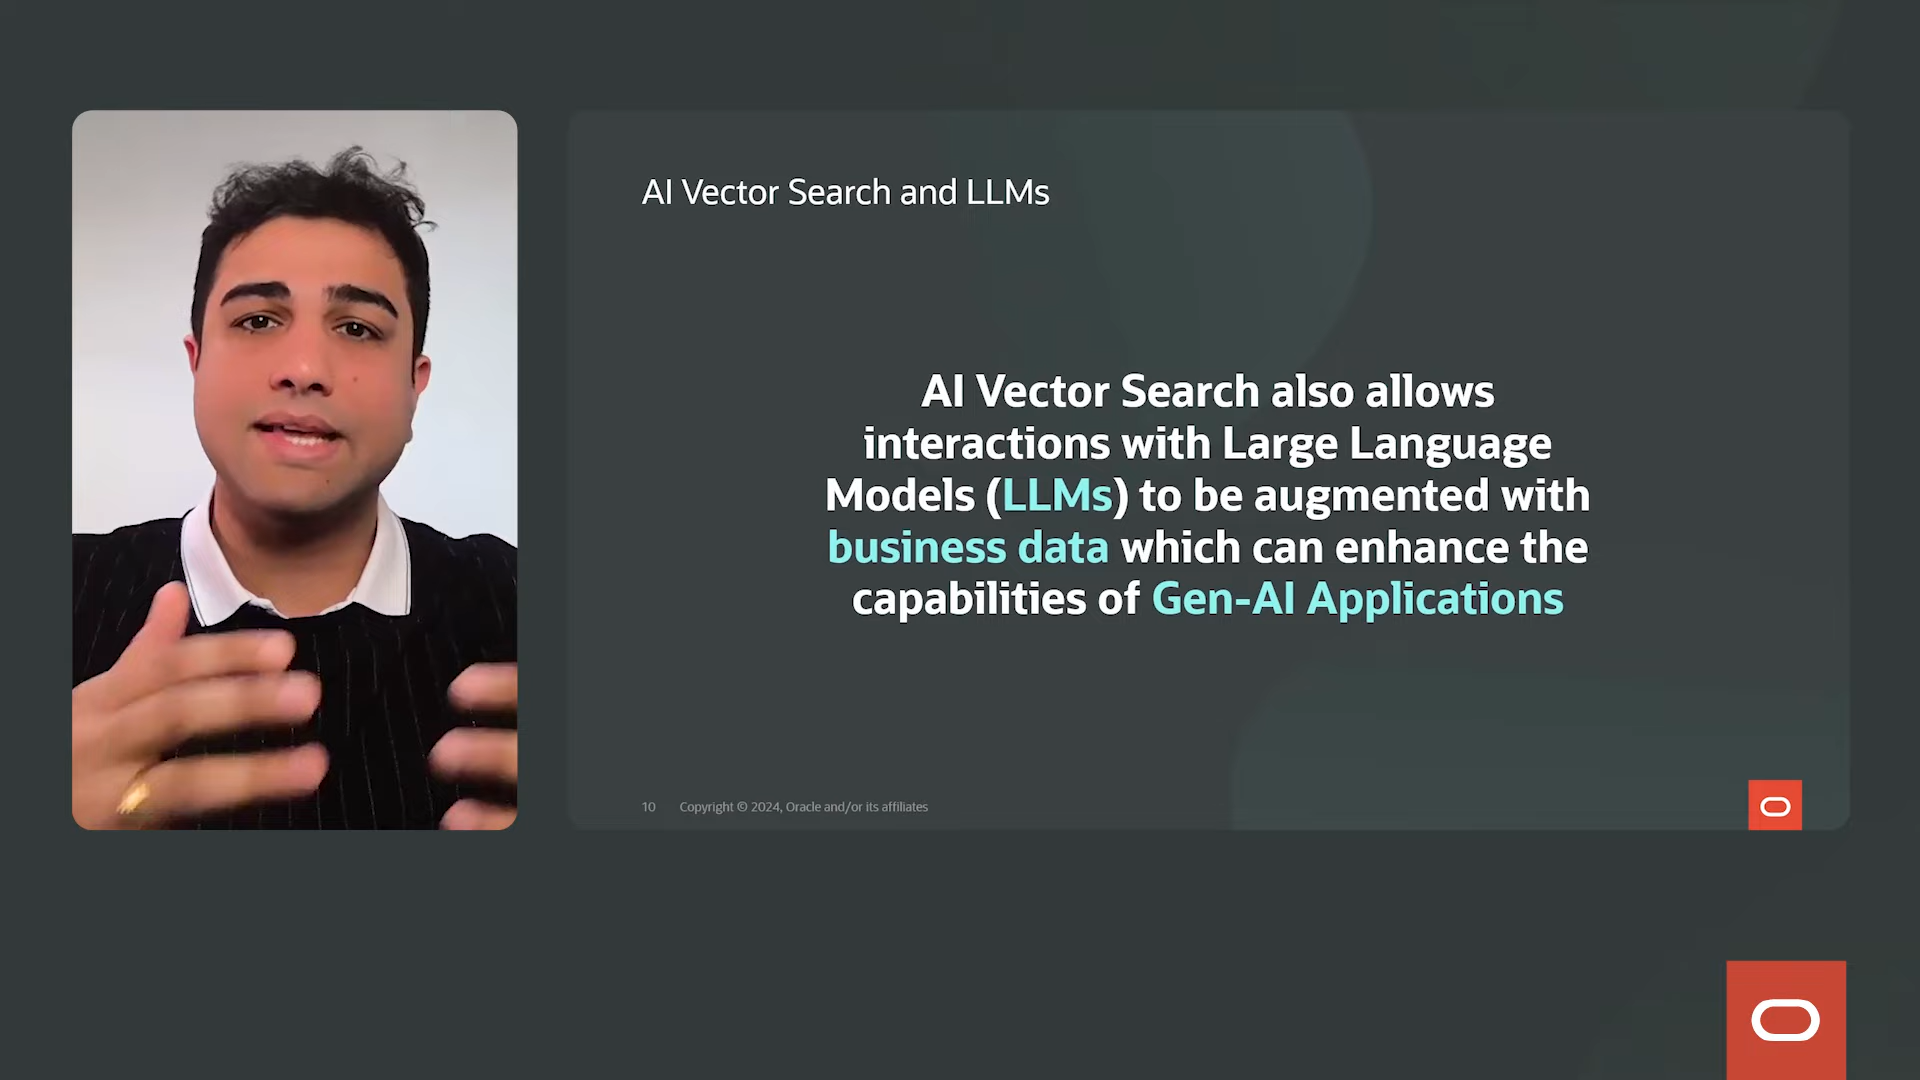 AI Vector Search and LLMs
AI Vector Search also allows
interactions with Large Language
Models (LLMs) to be augmented with
business data which can enhance the
capabilities of Gen-AI Applications
10 Copyright © 2024, Oracle and/or its affiliates